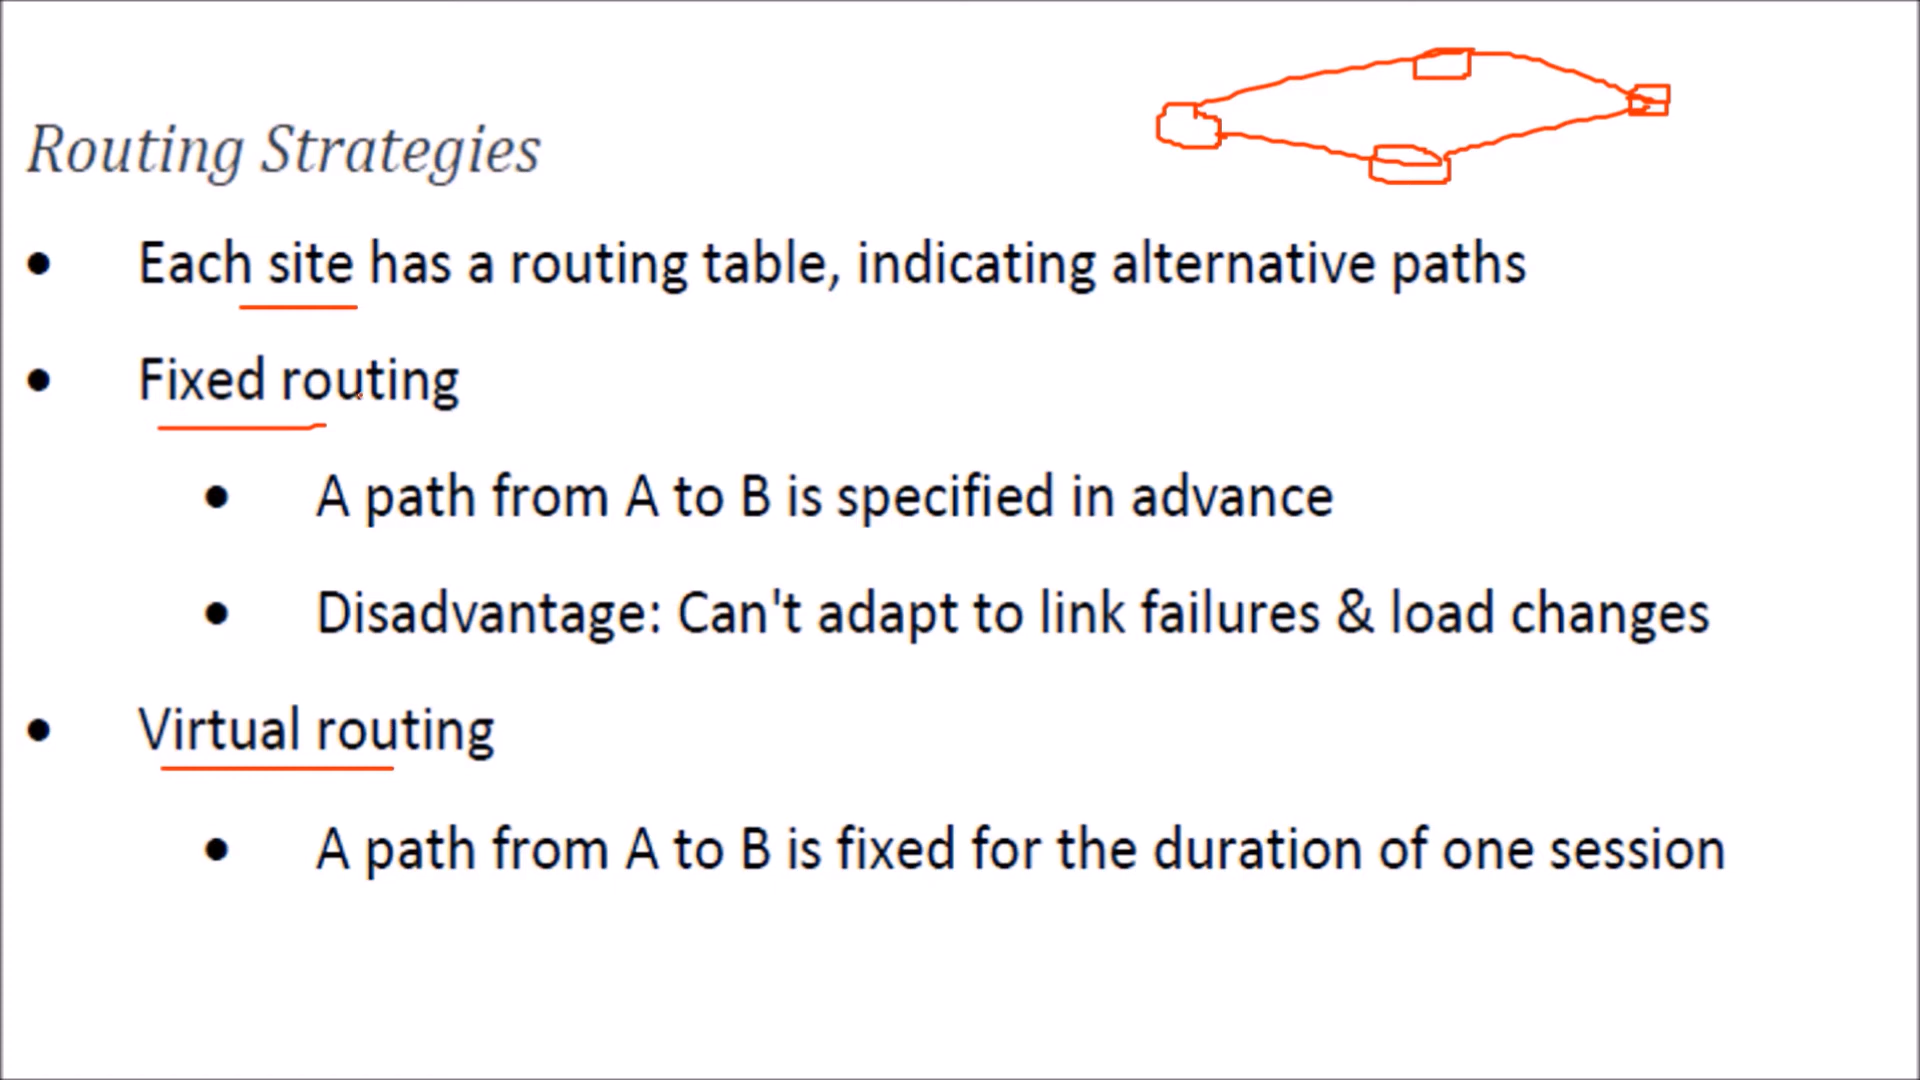 Routing Strategies
• Each site has a routing table, indicating alternative paths
• Fixed routing
• A path from A to B is specified in advance
• Disadvantage: Can't adapt to link failures & load changes
• Virtual routing
• A path from A to B is fixed for the duration of one session